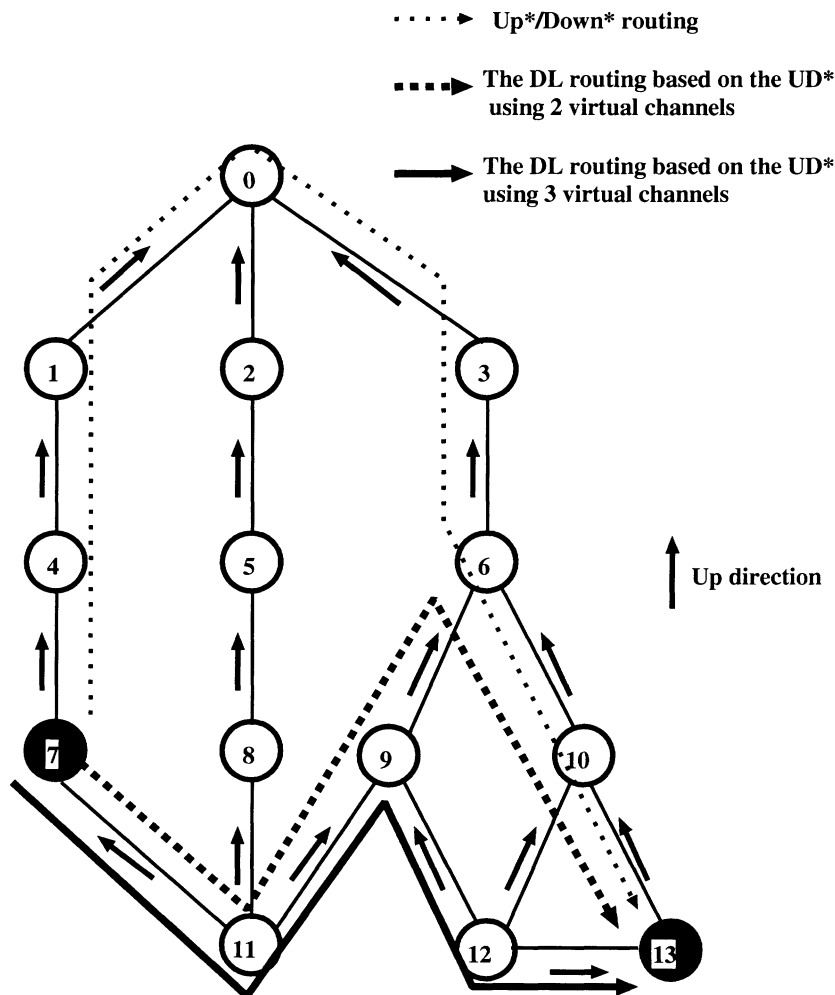 Up*/Down* routing
The DL routing based on the UD*
using 2 virtual channels
The DL routing based on the UD*
using 3 virtual channels
0
1
2
3
4
5
6
Up direction
7
8
9
10
11
12
13